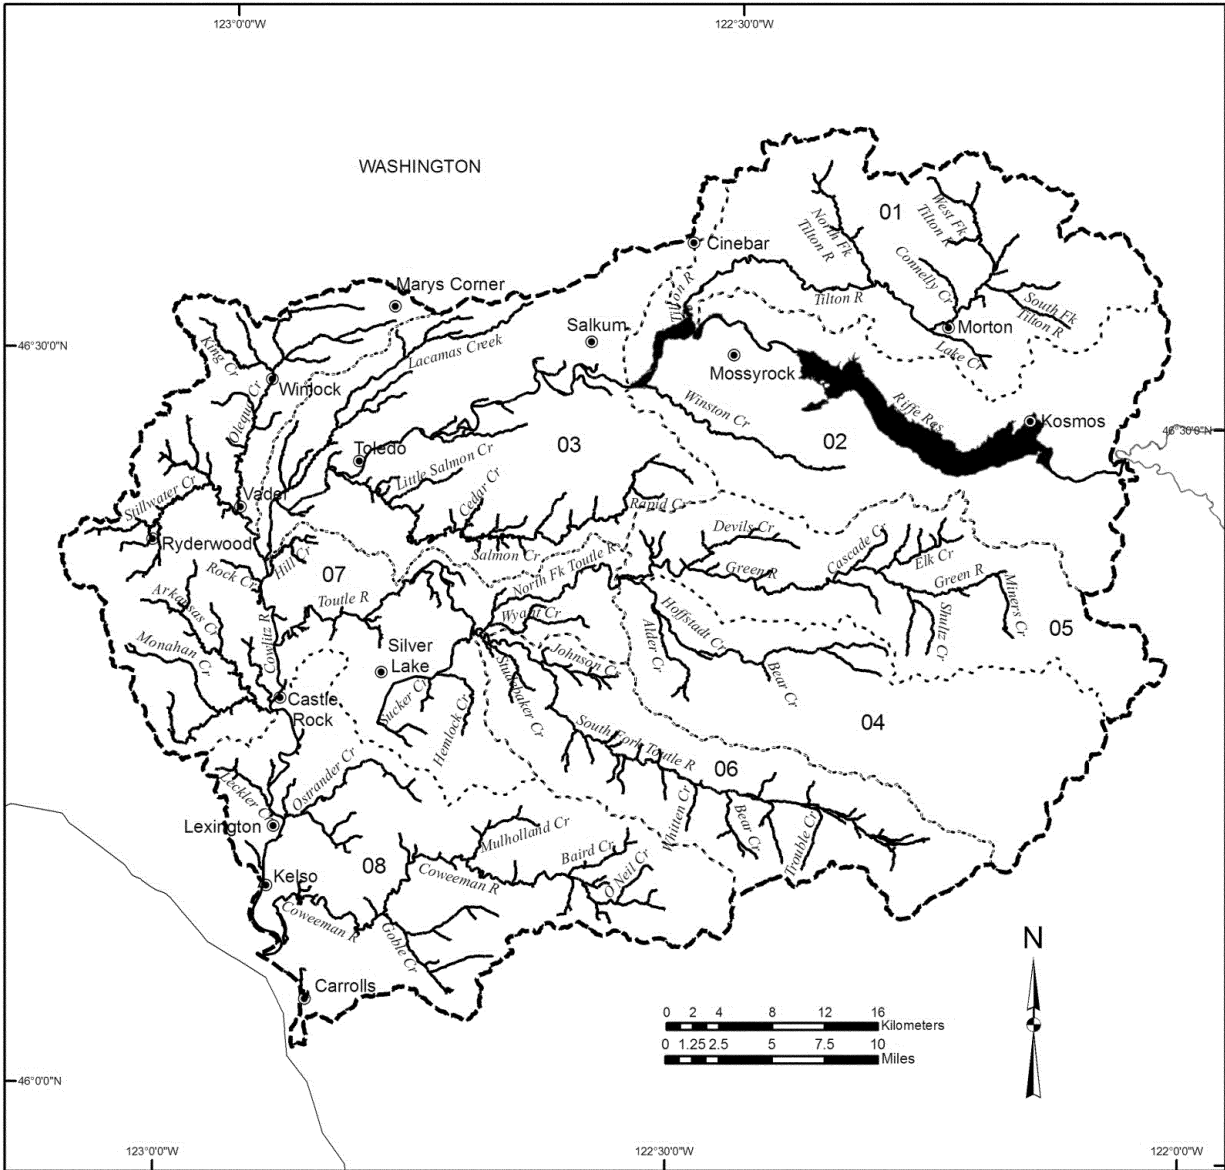 123°0'0"W
122°30'0"W
WASHINGTON
01
West Fk
Tilton R
North Fk
Tilton R
Cinebar
Connelly Cr
Tilton R
Marys Corner
Tilton R
South Fk
Tilton R
Morton
Salkum
46°30'0"N
King Cr
Lacamas Creek
Lake Cr
Mossyrock
Winlock
Olequa Cr
Winston Cr
Riffe Res
Kosmos
03
02
46°30'0"N
Toledo
Little Salmon Cr
Cedar Cr
Stillwater Cr
Vader
Rapid Cr
Devils Cr
Ryderwood
Hill Cr
Salmon Cr
North Fk Toutle R
Cascade Cr
Elk Cr
Rock Cr
07
Green R
Green R
Arkansas Cr
Toutle R
Wyant Cr
Hoffstadt Cr
Miners Cr
Shultz Cr
05
Cowlitz R
Monahan Cr
Silver
Lake
Alder Cr
Johnson Cr
Bear Cr
Castle
Rock
Sucker Cr
Studebaker Cr
Hemlock Cr
South Fork Toutle R
04
06
Leckler Cr
Ostrander Cr
Lexington
Whitten Cr
Bear Cr
Trouble Cr
Mulholland Cr
08
Baird Cr
O Neil Cr
Kelso
Coweeman R
Coweeman R
Goble Cr
N
Carrolls
0 2 4 8 12 16
Kilometers
0 1.25 2.5 5 7.5 10
Miles
46°0'0"N
123°0'0"W
122°30'0"W
122°0'0"W